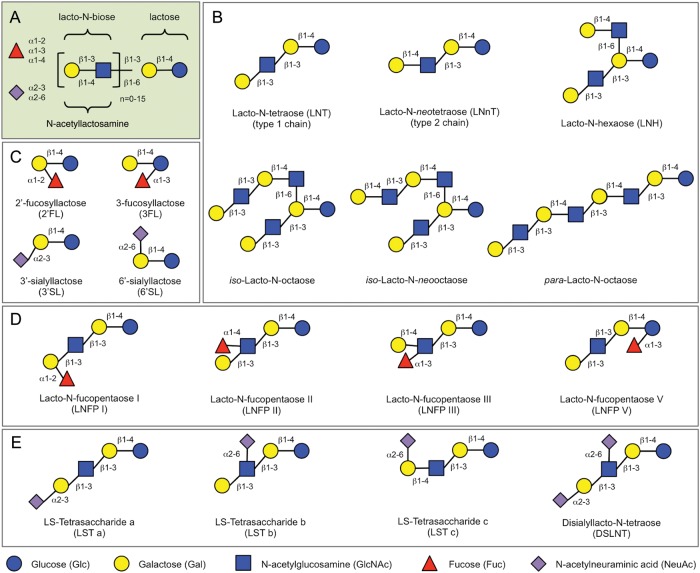 A
lacto-N-biose
lactose
α1-2
α1-3
α1-4
β1-3
β1-3
β1-4
β1-4
β1-6
α2-3
α2-6
n=0-15
N-acetyllactosamine
B
β1-4
β1-3
β1-3
Lacto-N-tetraose (LNT)
(type 1 chain)
β1-4
β1-4
β1-3
Lacto-N-neotetraose (LNnT)
(type 2 chain)
β1-4
β1-6
β1-4
β1-3
β1-3
Lacto-N-hexaose (LNH)
β1-4
β1-3
β1-3
β1-6
β1-4
β1-3
β1-3
iso-Lacto-N-octaose
β1-4
β1-4
β1-3
β1-6
β1-4
β1-3
β1-3
iso-Lacto-N-neooctaose
β1-4
β1-3
β1-4
β1-3
β1-4
β1-3
β1-3
para-Lacto-N-octaose
C
β1-4
α1-2
2'-fucosyllactose
(2'FL)
β1-4
α1-3
3-fucosyllactose
(3FL)
β1-4
α2-3
3'-sialyllactose
(3'SL)
α2-6
β1-4
6'-sialyllactose
(6'SL)
D
β1-4
β1-3
β1-3
α1-2
Lacto-N-fucopentaose I
(LNFP I)
β1-4
α1-4
β1-3
β1-3
Lacto-N-fucopentaose II
(LNFP II)
β1-4
β1-4
β1-3
α1-3
Lacto-N-fucopentaose III
(LNFP III)
β1-4
β1-3
α1-3
β1-3
Lacto-N-fucopentaose V
(LNFP V)
E
β1-4
β1-3
β1-3
α2-3
LS-Tetrasaccharide a
(LST a)
β1-4
α2-6
β1-3
β1-3
LS-Tetrasaccharide b
(LST b)
α2-6
β1-4
β1-4
β1-3
LS-Tetrasaccharide c
(LST c)
β1-4
α2-6
β1-3
β1-3
α2-3
Disialyllacto-N-tetraose
(DSLNT)
Glucose (Glc)
Galactose (Gal)
N-acetylglucosamine (GlcNAc)
Fucose (Fuc)
N-acetylneuraminic acid (NeuAc)